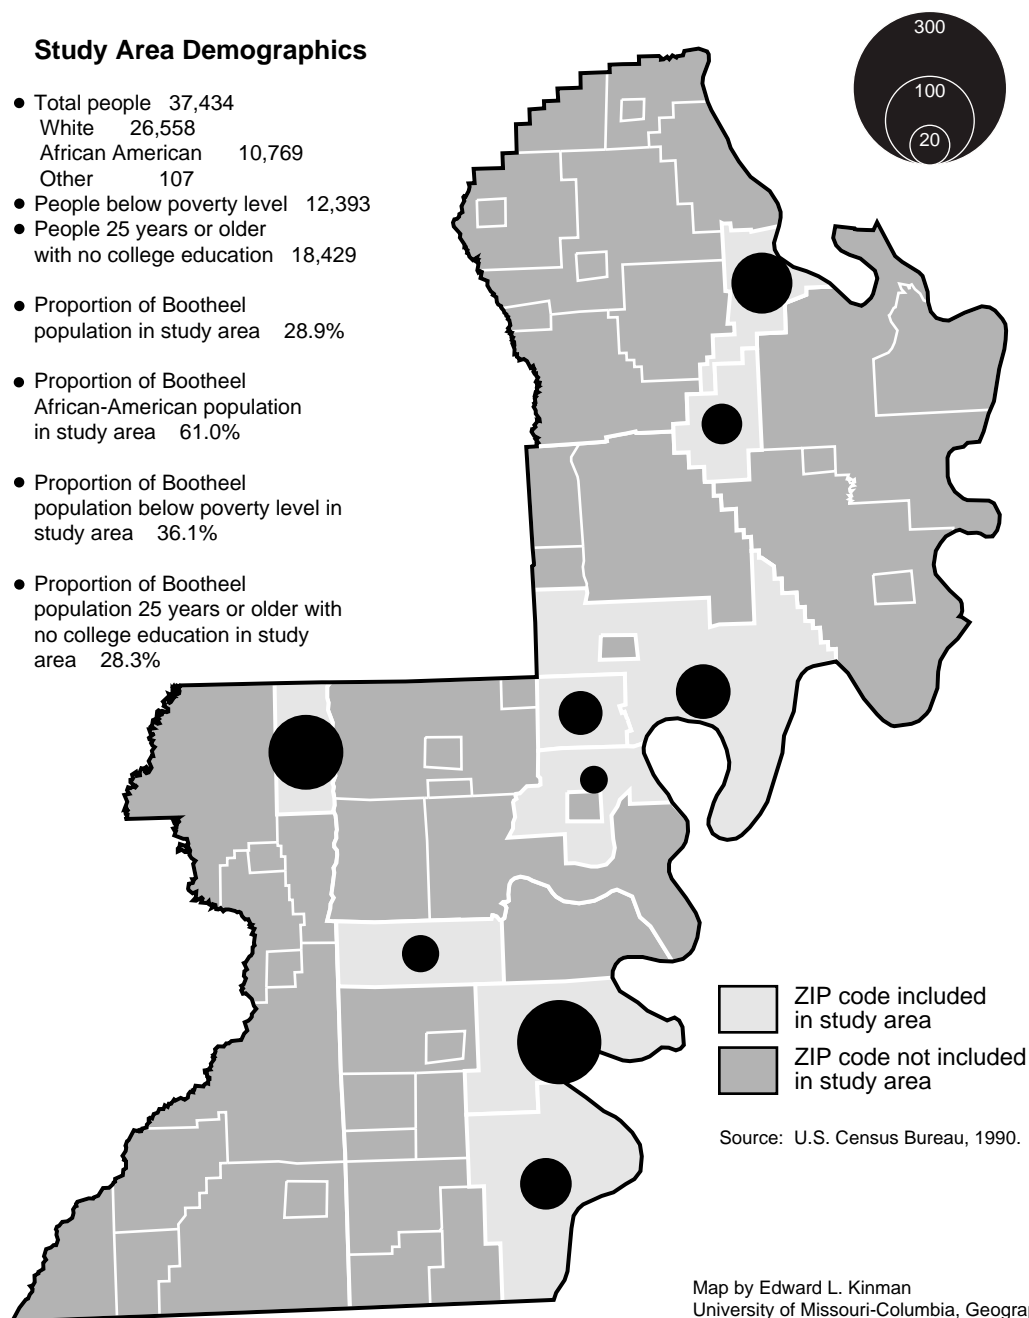 Study Area Demographics
● Total people 37,434
White 26,558
African American 10,769
Other 107
● People below poverty level 12,393
● People 25 years or older
with no college education 18,429
● Proportion of Bootheel
population in study area 28.9%
● Proportion of Bootheel
African-American population
in study area 61.0%
● Proportion of Bootheel
population below poverty level in
study area 36.1%
● Proportion of Bootheel
population 25 years or older with
no college education in study
area 28.3%
300
100
20
ZIP code included
in study area
ZIP code not included
in study area
Source: U.S. Census Bureau, 1990.
Map by Edward L. Kinman
University of Missouri-Columbia, Geogra